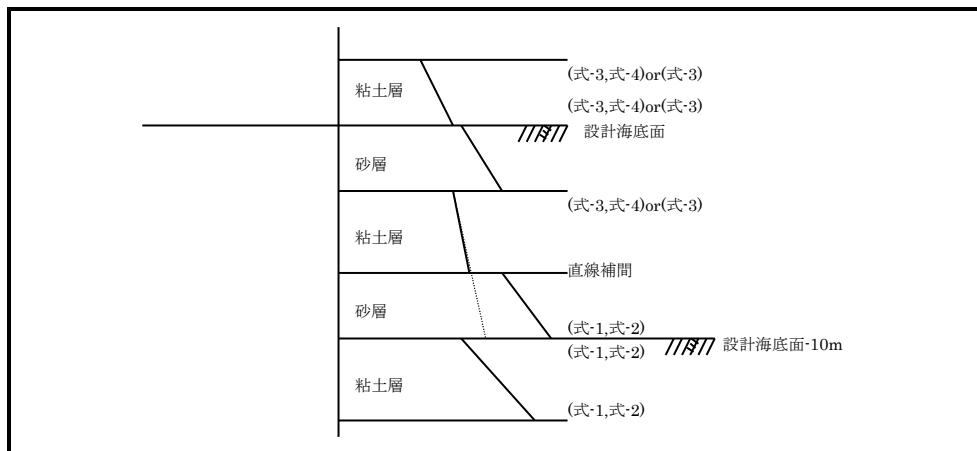 (式-3,式-4)or(式-3)
粘土層
(式-3,式-4)or(式-3)
設計海底面
砂層
(式-3,式-4)or(式-3)
粘土層
直線補間
砂層
(式-1,式-2)
設計海底面-10m
(式-1,式-2)
粘土層
(式-1,式-2)